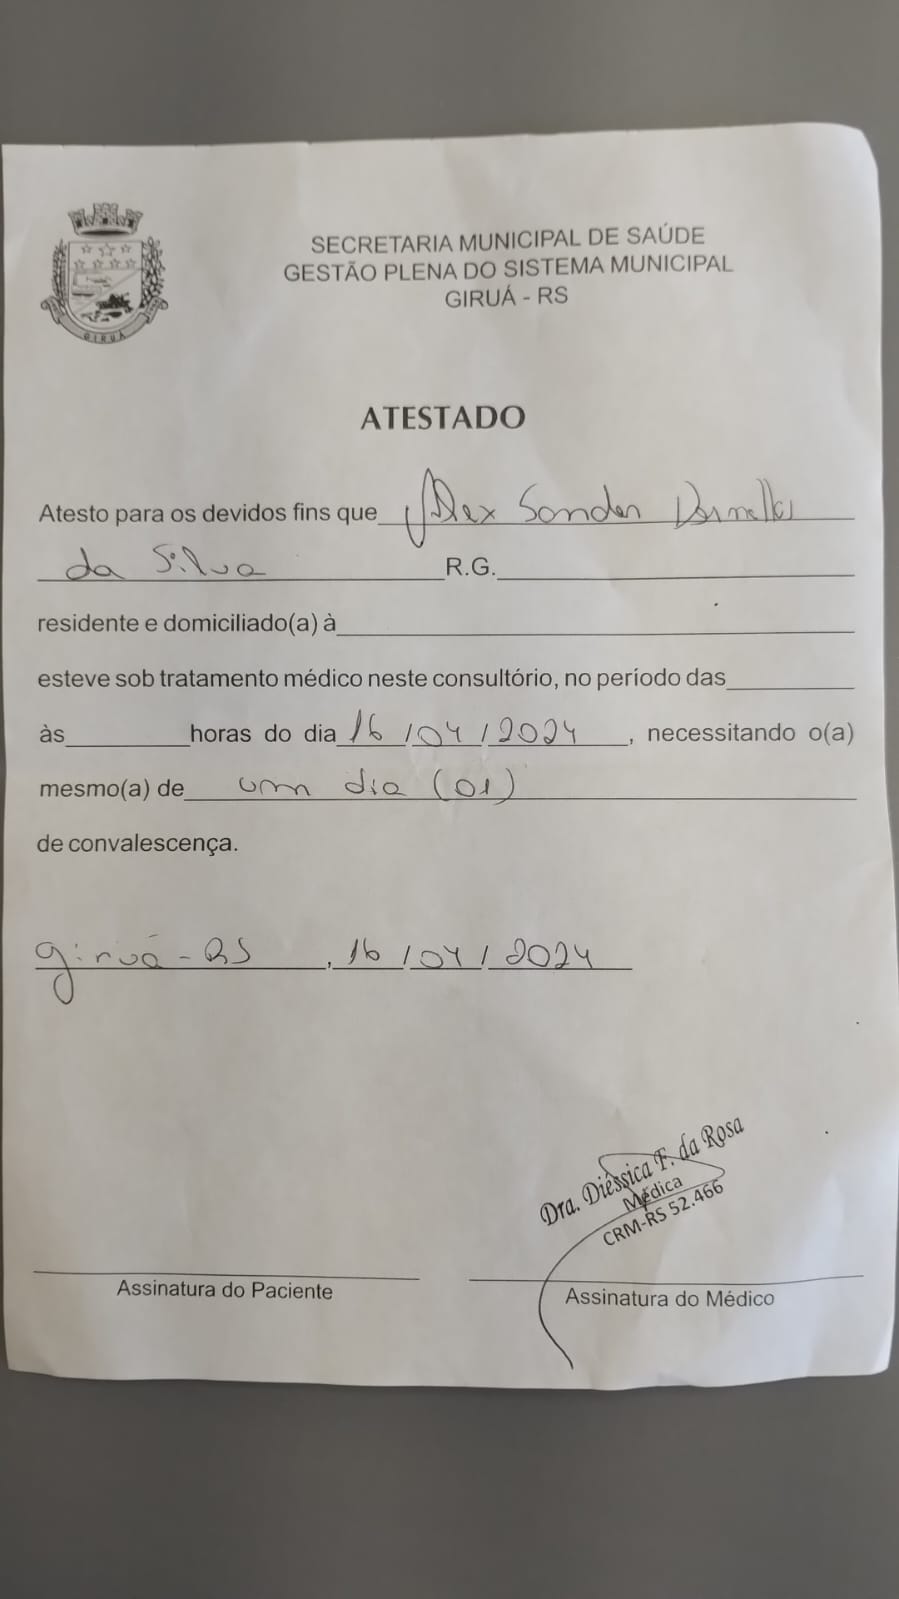 GIRUÁ
SECRETARIA MUNICIPAL DE SAÚDE
GESTÃO PLENA DO SISTEMA MUNICIPAL
GIRUÁ - RS
ATESTADO
Atesto para os devidos fins que Alex Sander
da Silva R.G.
residente e domiciliado(a) à
esteve sob tratamento médico neste consultório, no período das
às horas do dia 16/04/2024, necessitando o(a)
mesmo(a) de um dia (01)
de convalescença.
Giruá-RS, 16/04/2024
Dra. Diéssica F. da Rosa
Médica
CRM-RS 52.466
Assinatura do Paciente Assinatura do Médico